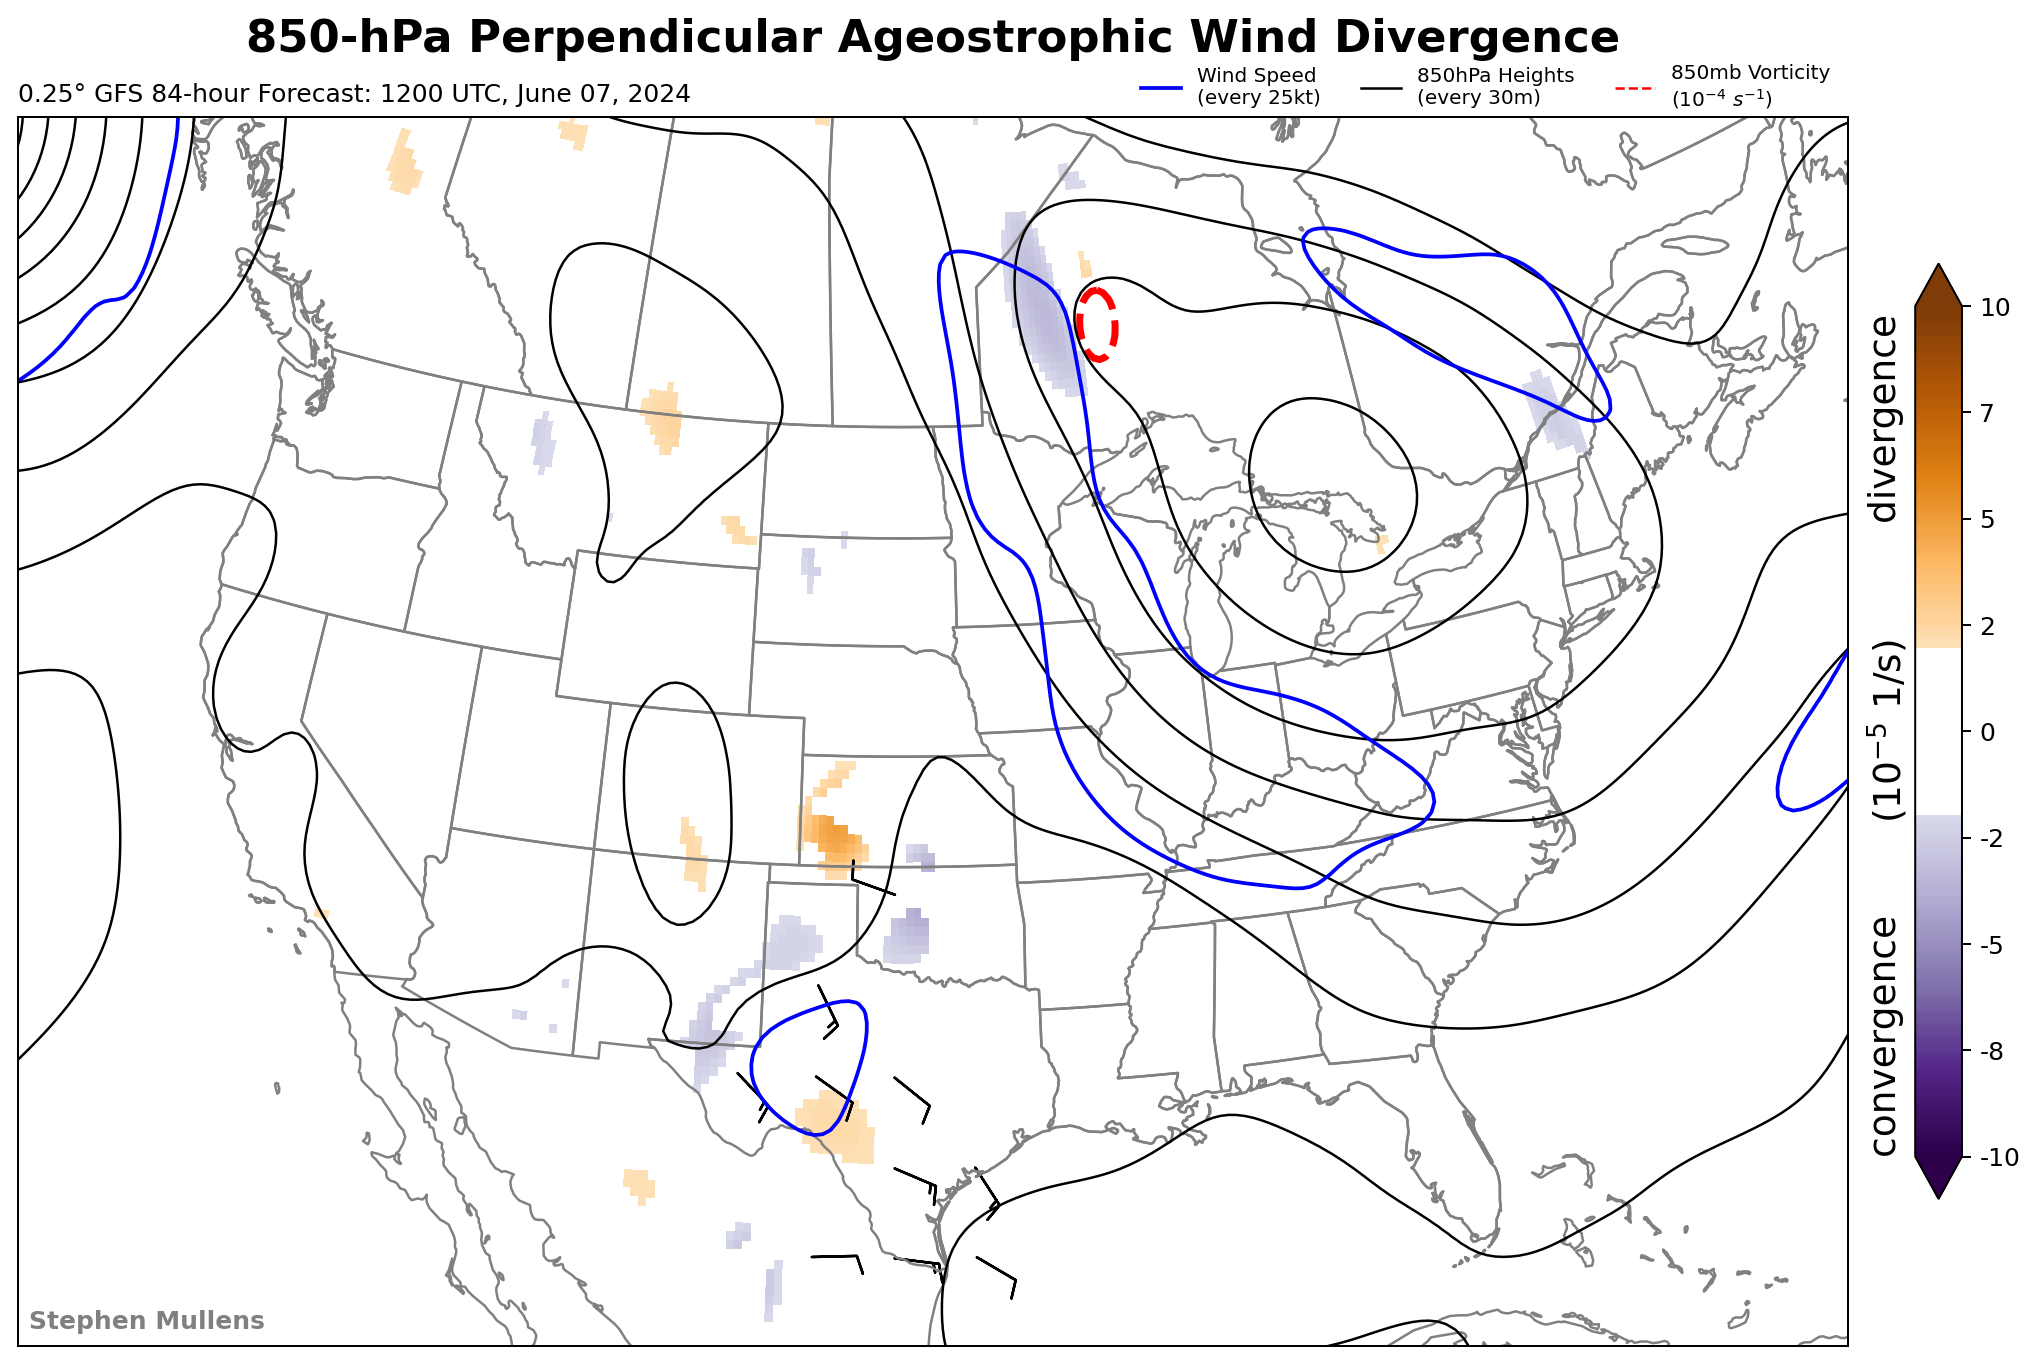 850-hPa Perpendicular Ageostrophic Wind Divergence
0.25° GFS 84-hour Forecast: 1200 UTC, June 07, 2024
Wind Speed
(every 25kt)
850hPa Heights
(every 30m)
850mb Vorticity
(10⁻⁴ s⁻¹)
10
7
5
2
0
-2
-5
-8
-10
convergence (10⁻⁵ 1/s) divergence
Stephen Mullens